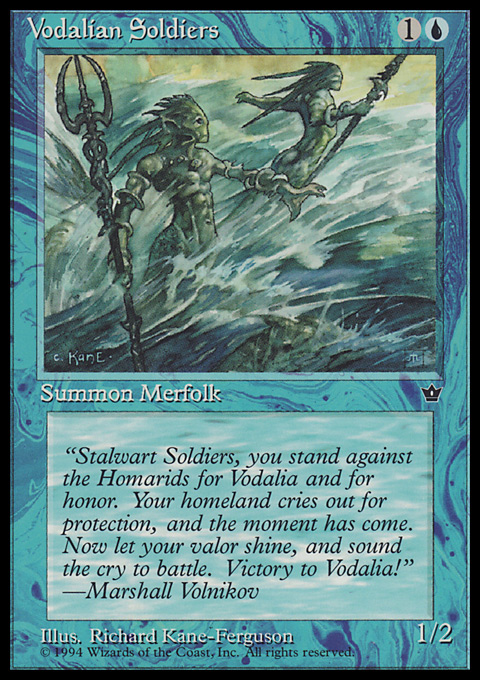 Vodalian Soldiers 1
C. KANE.
Summon Merfolk
“Stalwart Soldiers, you stand against
the Homarids for Vodalia and for
honor. Your homeland cries out for
protection, and the moment has come.
Now let your valor shine, and sound
the cry to battle. Victory to Vodalia!”
—Marshall Volnikov
Illus. Richard Kane-Ferguson 1/2
© 1994 Wizards of the Coast, Inc. All rights reserved.